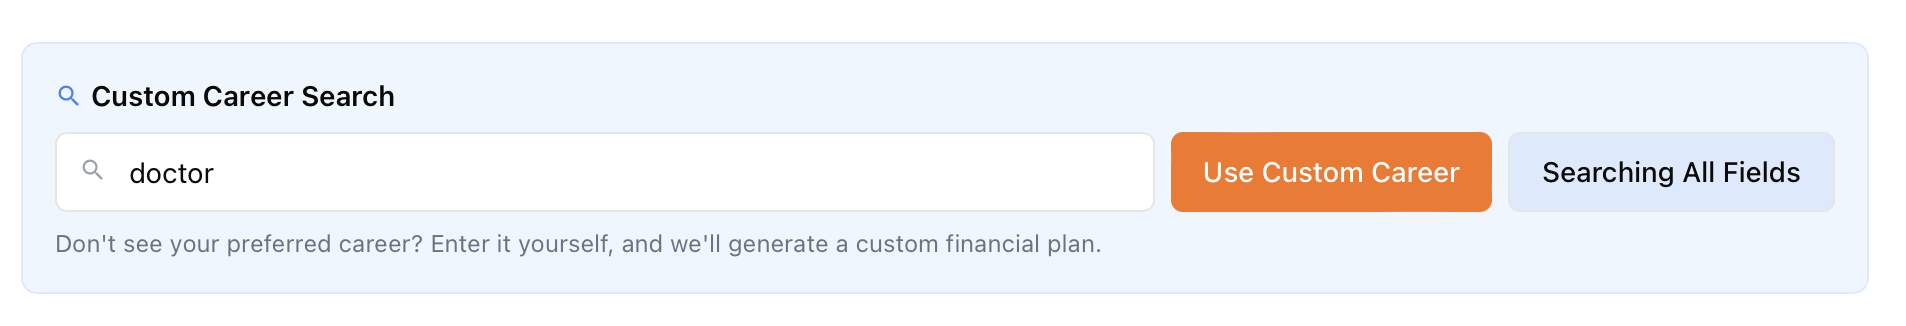 Custom Career Search
doctor
Use Custom Career
Searching All Fields
Don't see your preferred career? Enter it yourself, and we'll generate a custom financial plan.